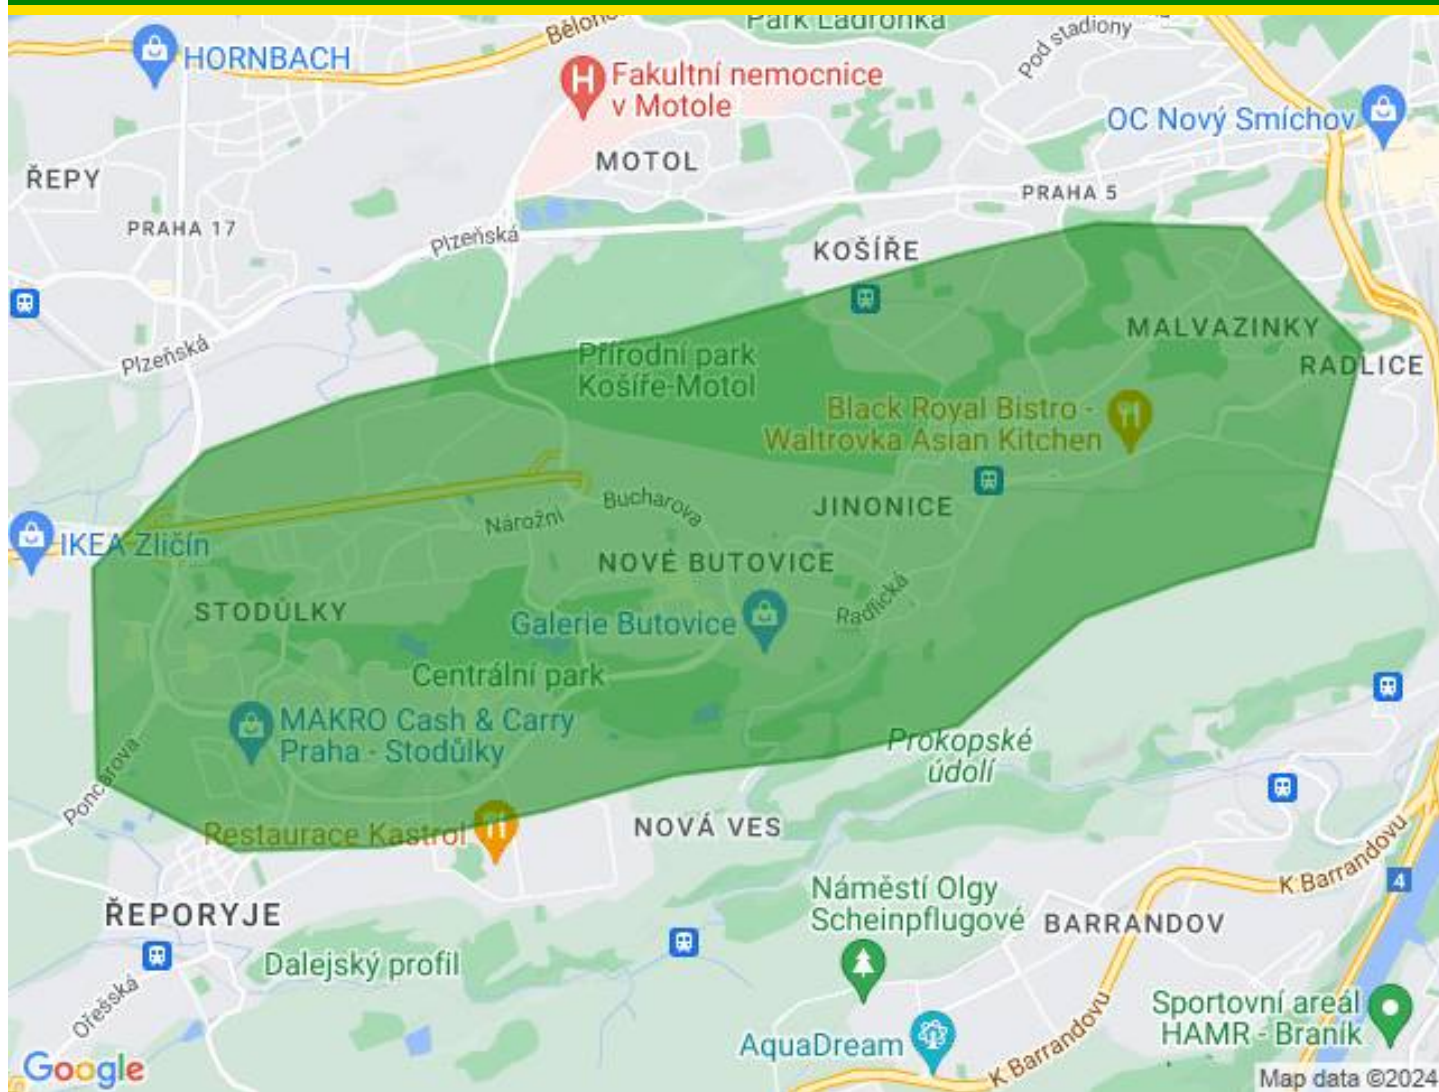 Bělono
Park Ladronka
Pod stadiony
HORNBACH
Fakultní nemocnice
v Motole
OC Nový Smíchov
MOTOL
ŘEPY
PRAHA 5
PRAHA 17
Plzeňská
KOŠÍŘE
MALVAZINKY
Plzeňská
Přírodní park
Košíře-Motol
RADLICE
Black Royal Bistro -
Waltrovka Asian Kitchen
Bucharova
JINONICE
Nárožní
IKEA Zličín
NOVÉ BUTOVICE
STODŮLKY
Radlická
Galerie Butovice
Centrální park
MAKRO Cash & Carry
Praha - Stodůlky
Prokopské
údolí
Poncarova
Restaurace Kastrol
NOVÁ VES
K Barrandovu
4
Náměstí Olgy
Scheinpflugové
ŘEPORYJE
BARRANDOV
Dalejský profil
Ořešská
Sportovní areál
HAMR - Braník
AquaDream
K Barrandovu
Google
Map data ©2024